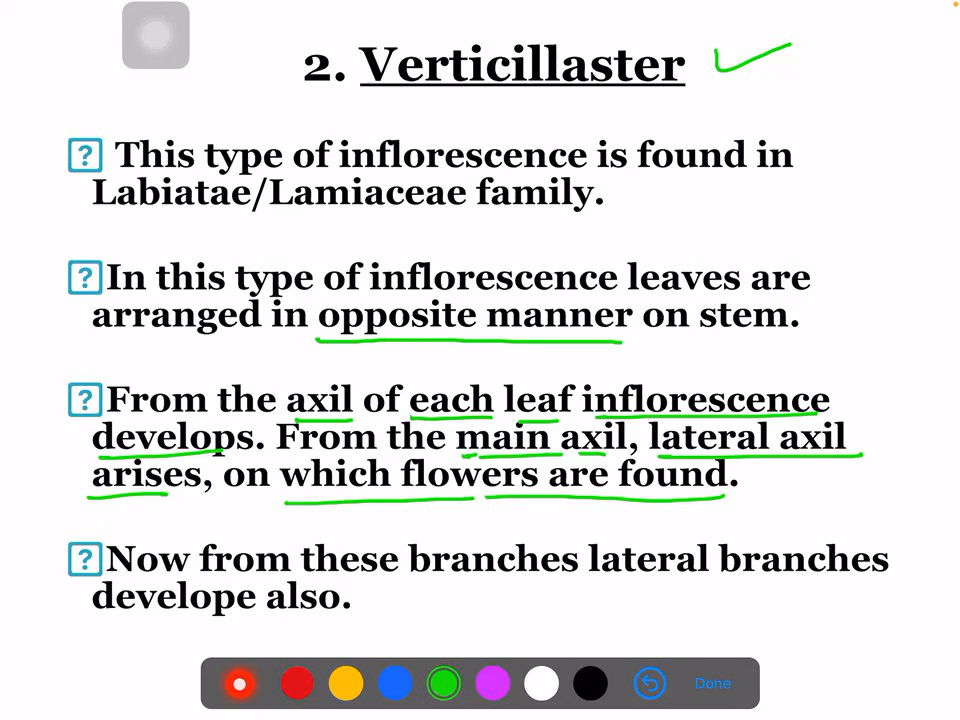 2. Verticillaster
This type of inflorescence is found in
Labiatae/Lamiaceae family.
In this type of inflorescence leaves are
arranged in opposite manner on stem.
From the axil of each leaf inflorescence
develops. From the main axil, lateral axil
arises, on which flowers are found.
Now from these branches lateral branches
develope also.
Done